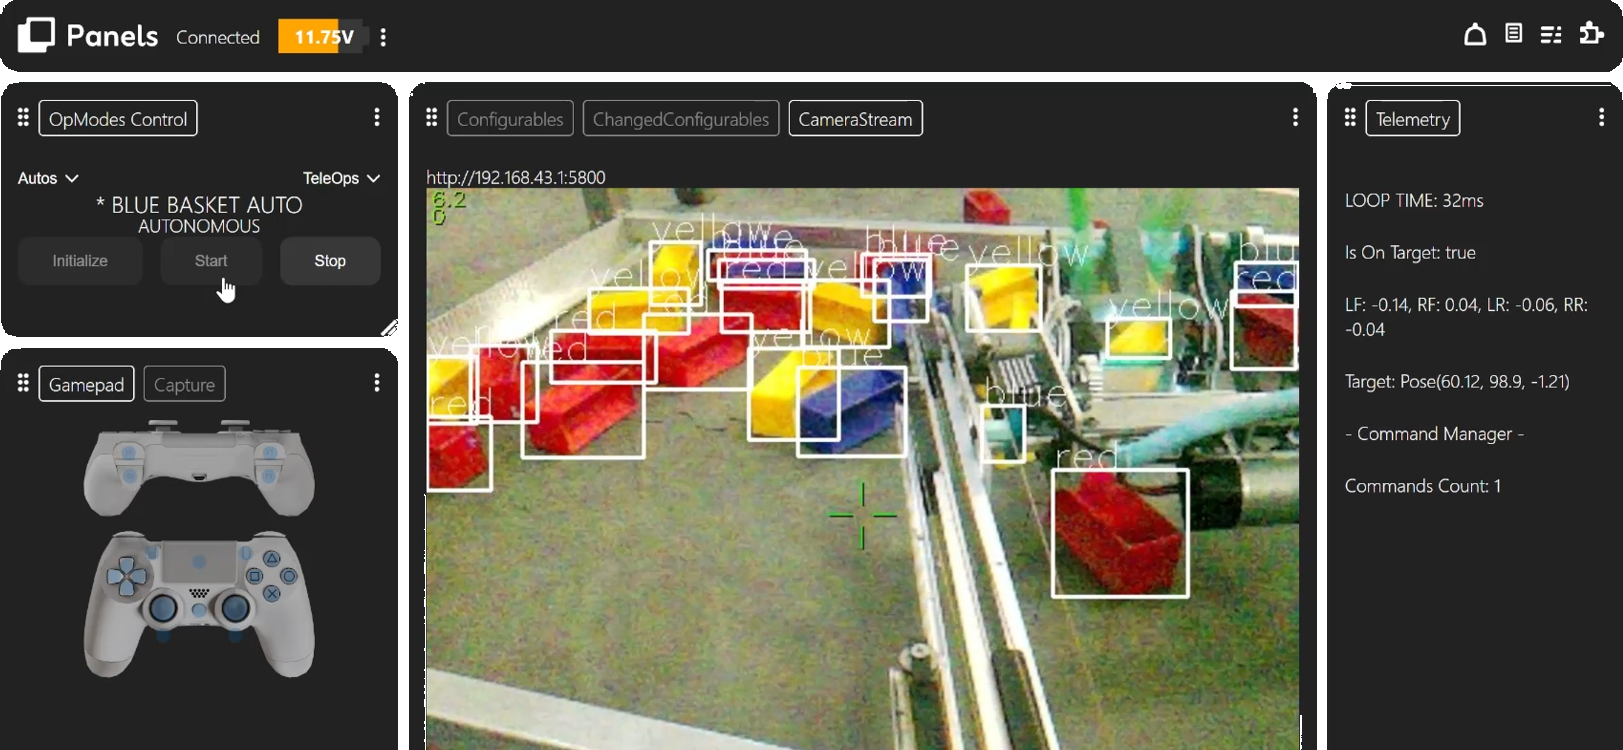 Panels Connected 11.75V
OpModes Control
Autos TeleOps
* BLUE BASKET AUTO
AUTONOMOUS
Initialize Start Stop
Gamepad Capture
Configurables ChangedConfigurables CameraStream
http://192.168.43.1:5800
6.2
0
yellow
blue
yellow
blue
red
yellow
yellow
red
yellow
blue
yellow
red
red
blue
blue
red
Telemetry
LOOP TIME: 32ms
Is On Target: true
LF: -0.14, RF: 0.04, LR: -0.06, RR:
-0.04
Target: Pose(60.12, 98.9, -1.21)
- Command Manager -
Commands Count: 1